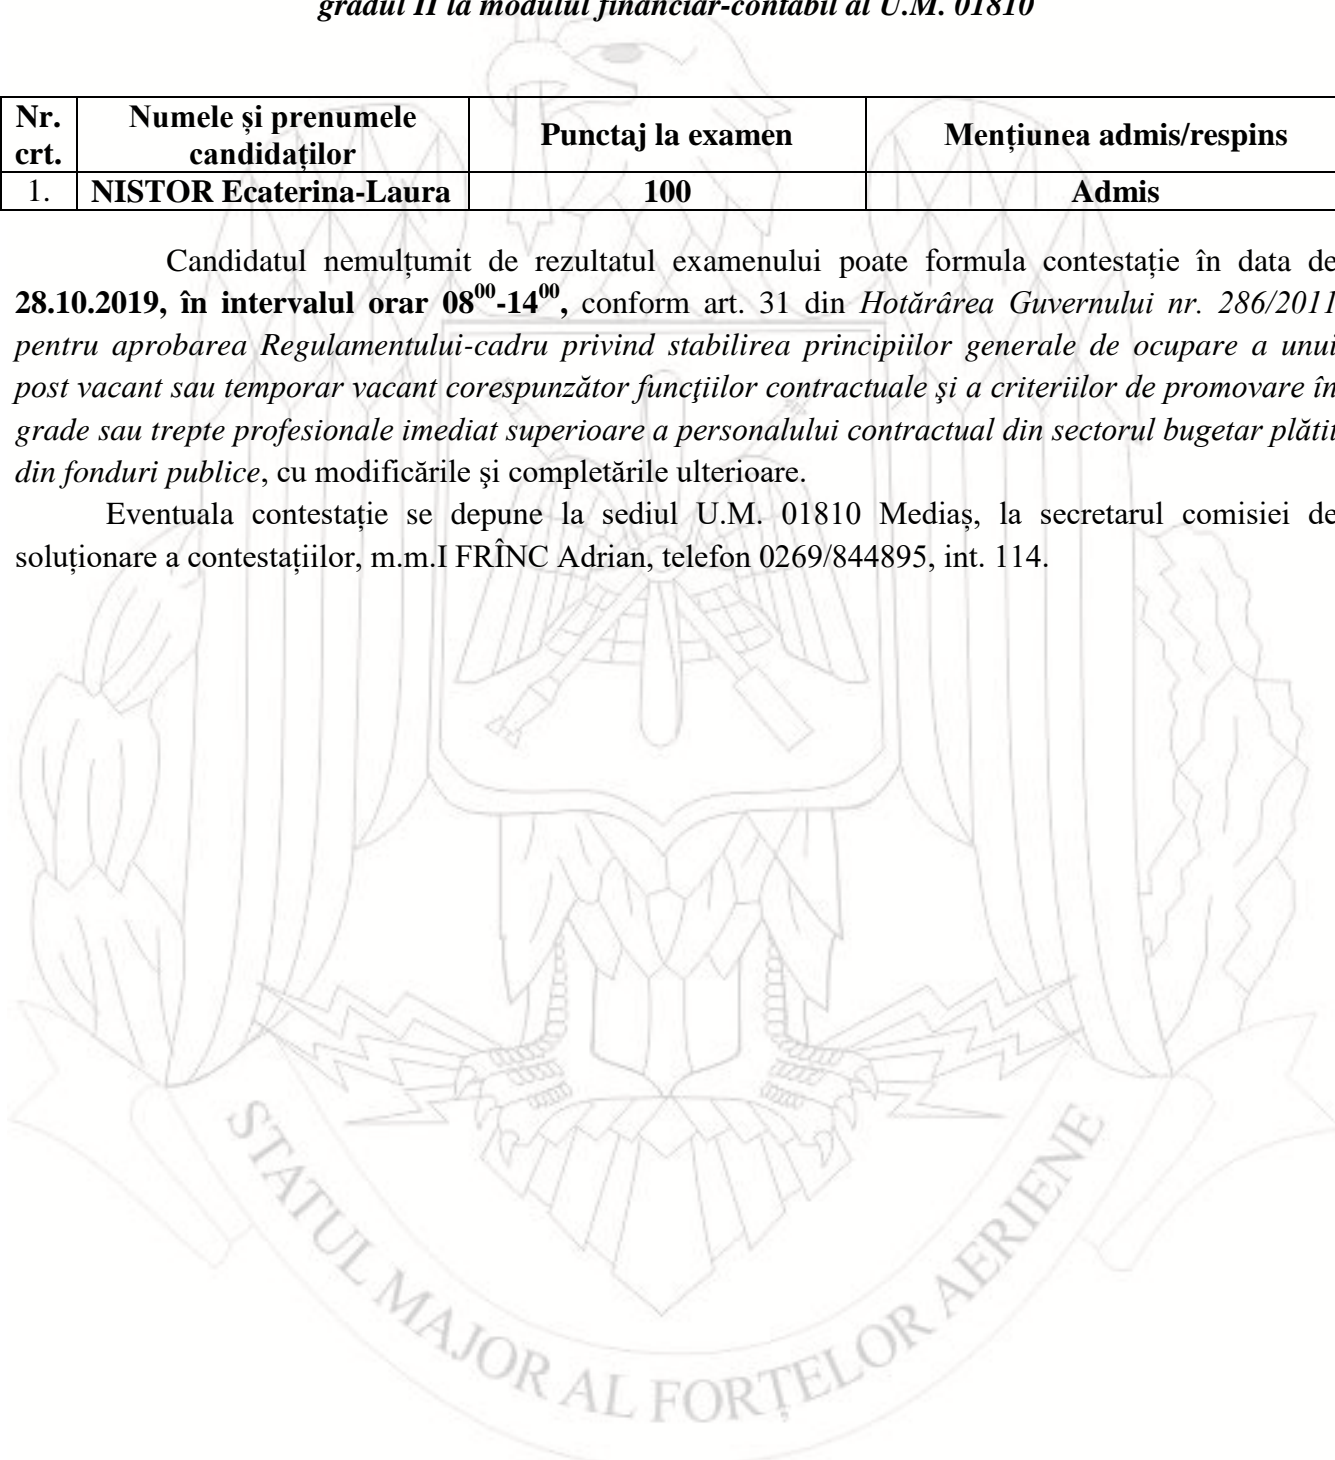 gradul II la modulul financiar-contabil al U.M. 01810
Nr. crt. Numele și prenumele candidaților Punctaj la examen Mențiunea admis/respins
1. NISTOR Ecaterina-Laura 100 Admis
Candidatul nemulțumit de rezultatul examenului poate formula contestație în data de
28.10.2019, în intervalul orar 08⁰⁰-14⁰⁰, conform art. 31 din Hotărârea Guvernului nr. 286/2011
pentru aprobarea Regulamentului-cadru privind stabilirea principiilor generale de ocupare a unui
post vacant sau temporar vacant corespunzător funcţiilor contractuale şi a criteriilor de promovare în
grade sau trepte profesionale imediat superioare a personalului contractual din sectorul bugetar plătit
din fonduri publice, cu modificările şi completările ulterioare.
Eventuala contestație se depune la sediul U.M. 01810 Mediaș, la secretarul comisiei de
soluționare a contestațiilor, m.m.I FRÎNC Adrian, telefon 0269/844895, int. 114.
STATUL MAJOR AL FORȚELOR AERIENE